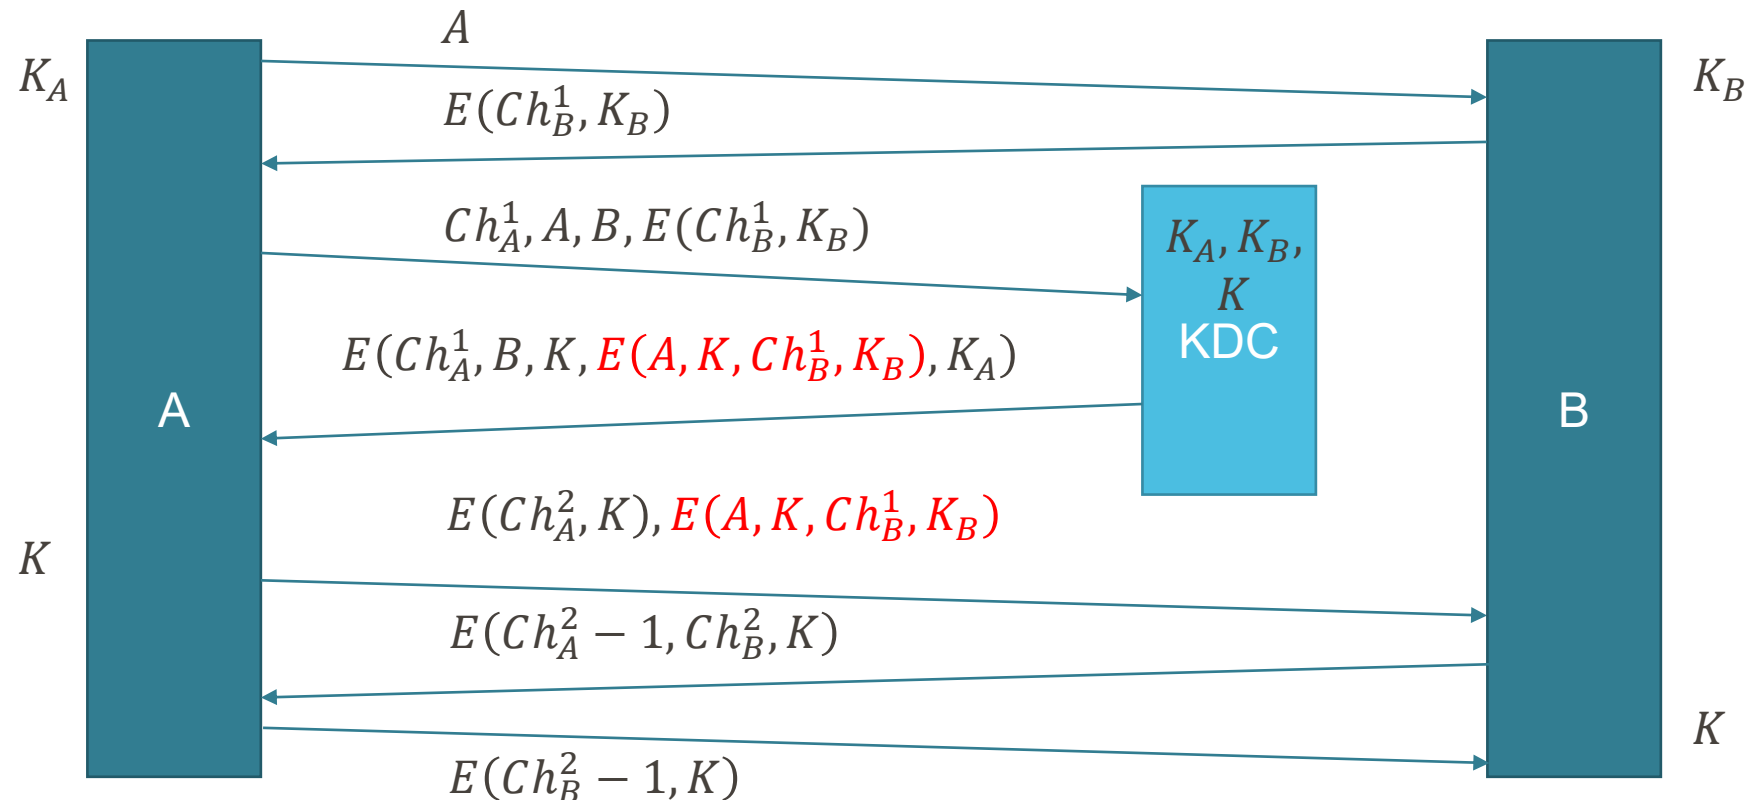 A
K_A
K_B
E(Ch_B^1, K_B)
Ch_A^1, A, B, E(Ch_B^1, K_B)
K_A, K_B,
K
KDC
E(Ch_A^1, B, K, E(A, K, Ch_B^1, K_B), K_A)
A
B
E(Ch_A^2, K), E(A, K, Ch_B^1, K_B)
K
E(Ch_A^2 − 1, Ch_B^2, K)
K
E(Ch_B^2 − 1, K)